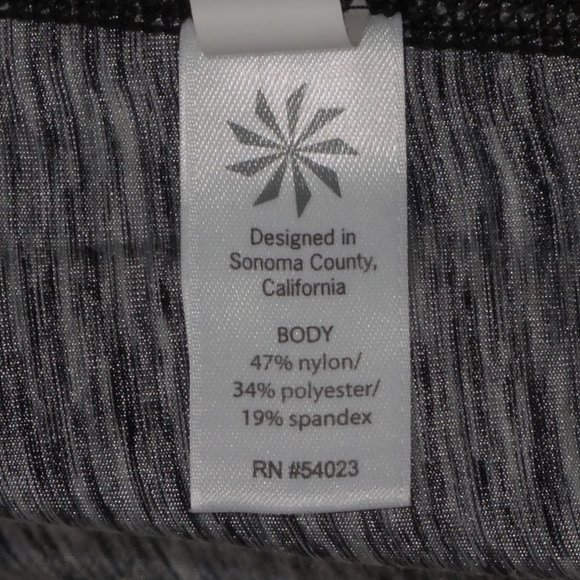 Designed in
Sonoma County,
California
BODY
47% nylon/
34% polyester/
19% spandex
RN #54023